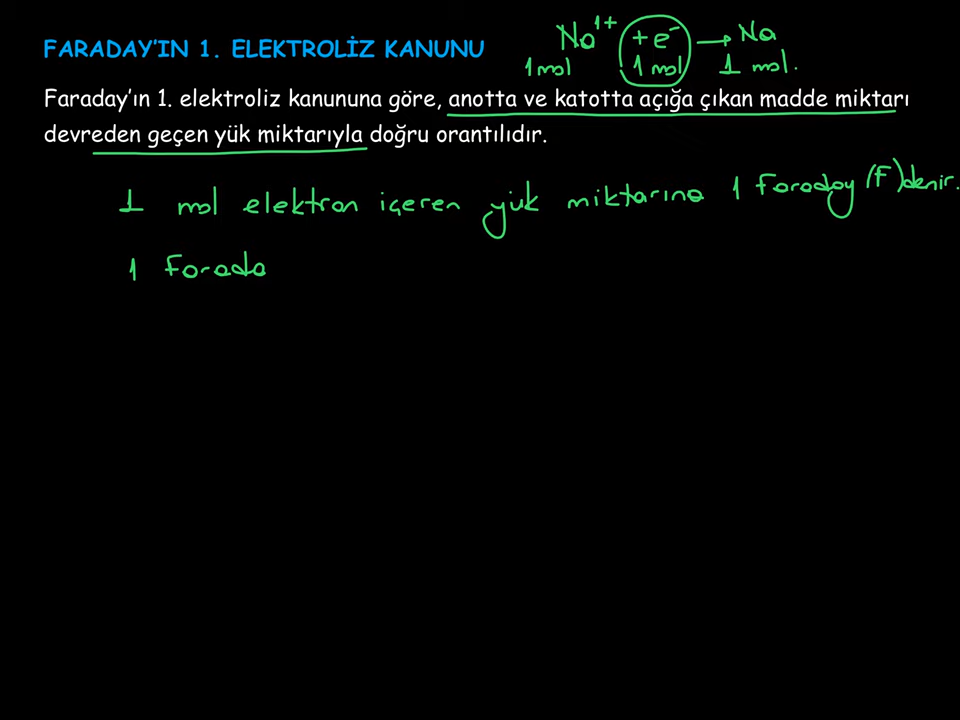 FARADAY'IN 1. ELEKTROLİZ KANUNU
Na¹⁺ + e⁻ → Na
1 mol 1 mol 1 mol.
Faraday'ın 1. elektroliz kanununa göre, anotta ve katotta açığa çıkan madde miktarı
devreden geçen yük miktarıyla doğru orantılıdır.
1 mol elektron içeren yük miktarına 1 Faraday (F) denir.
1 Farada